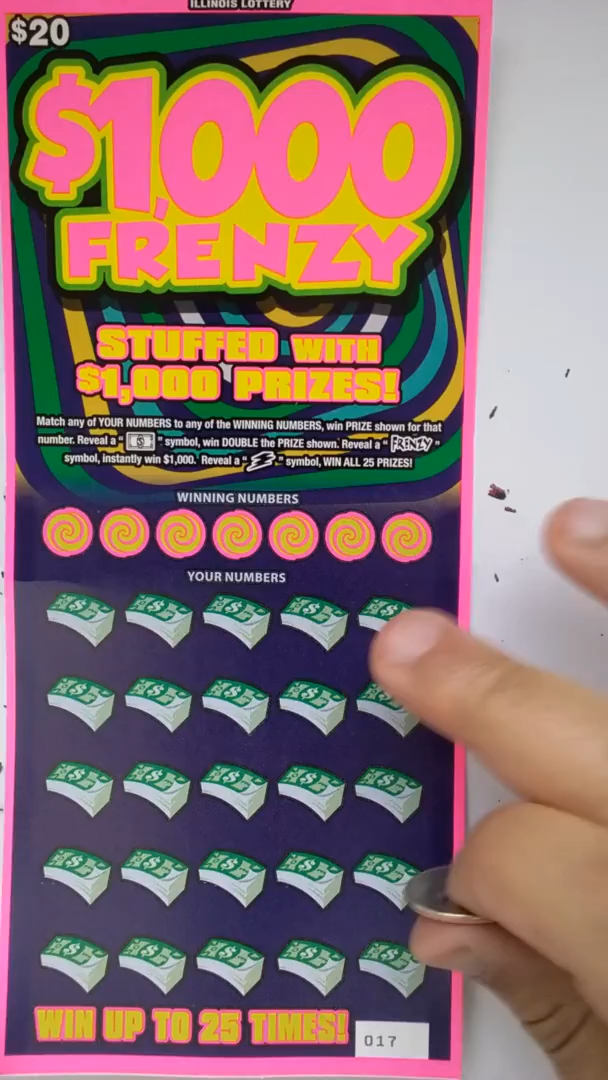 ILLINOIS LOTTERY
$20
$1,000
FRENZY
STUFFED WITH
$1,000 PRIZES!
Match any of YOUR NUMBERS to any of the WINNING NUMBERS, win PRIZE shown for that
number. Reveal a " $ " symbol, win DOUBLE the PRIZE shown. Reveal a " FRENZY "
symbol, instantly win $1,000. Reveal a " " symbol, WIN ALL 25 PRIZES!
WINNING NUMBERS
YOUR NUMBERS
WIN UP TO 25 TIMES!
017